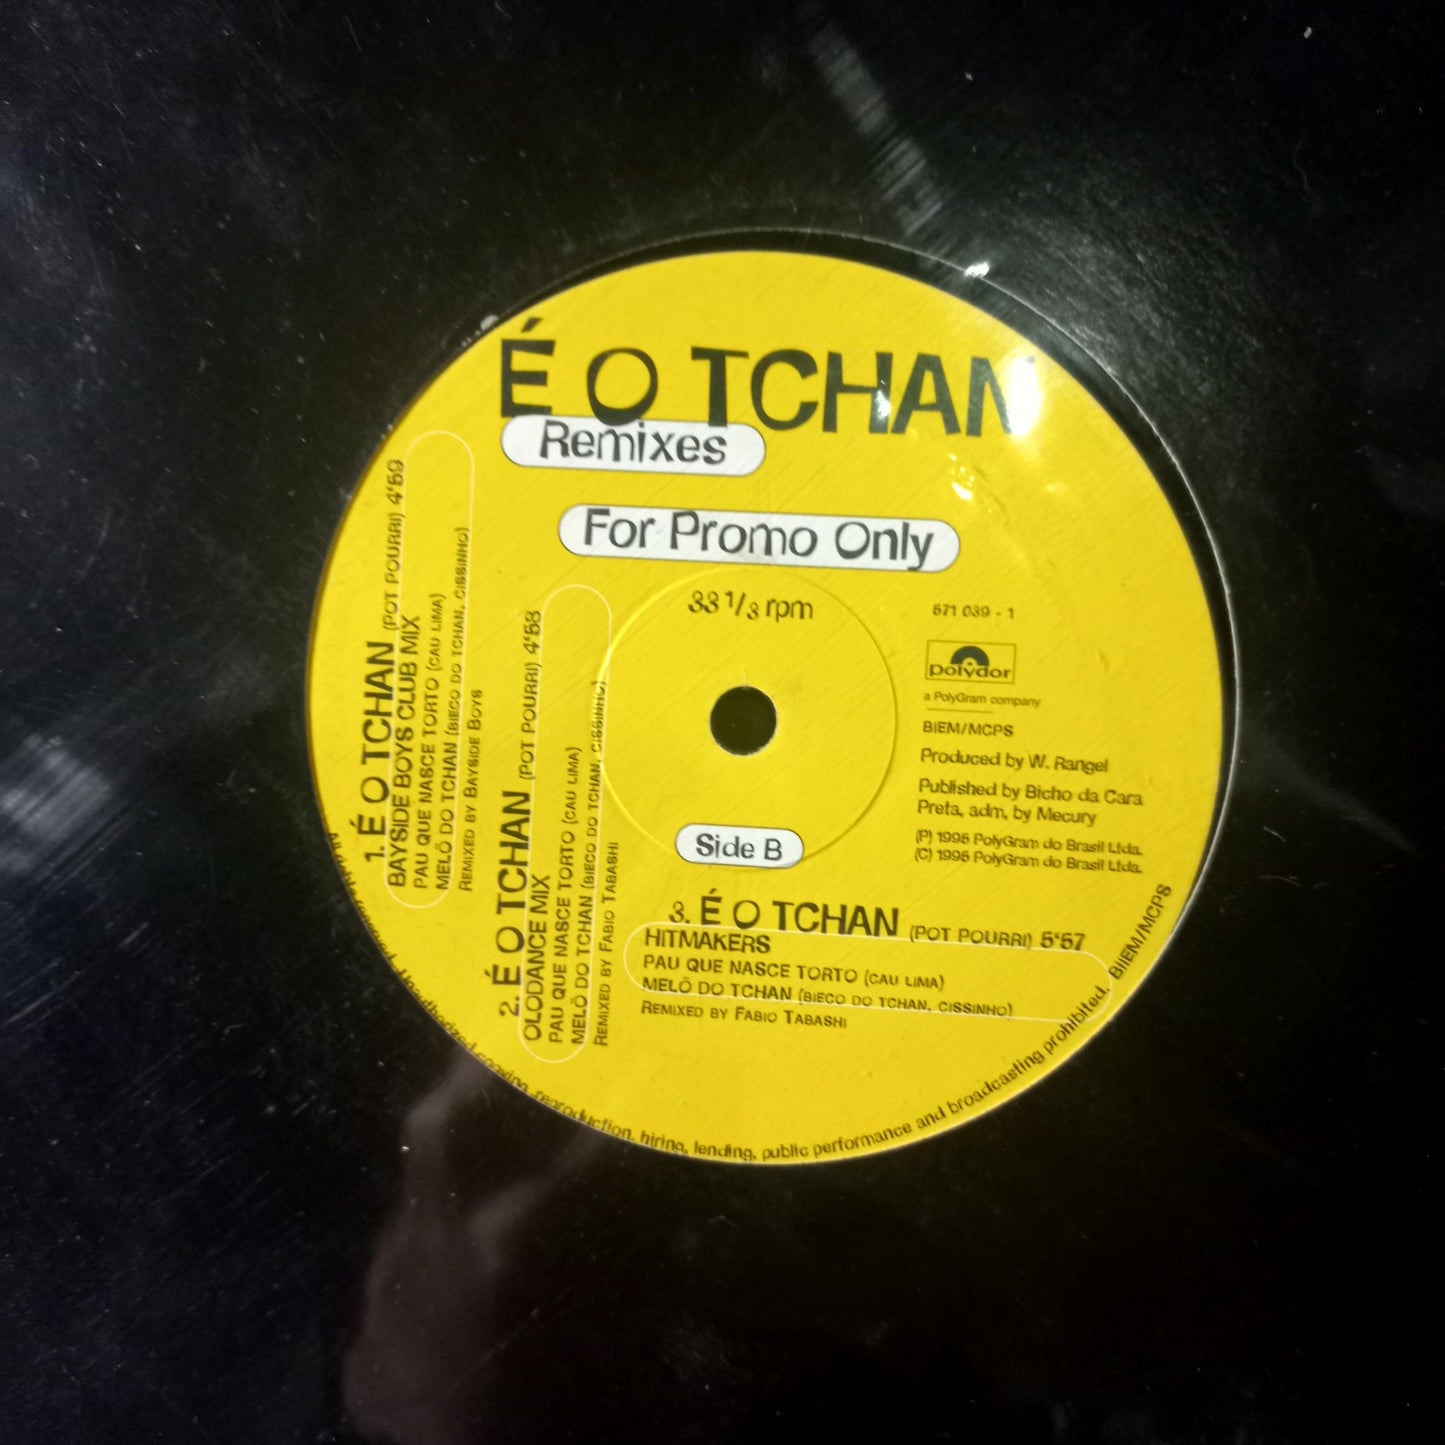 É O TCHAN
Remixes
For Promo Only
33 1/3 rpm
571 039 - 1
polydor
a PolyGram company
BIEM/MCPS
Produced by W. Rangel
Published by Bicho da Cara
Preta, adm, by Mecury
(P) 1996 PolyGram do Brasil Ltda.
(C) 1996 PolyGram do Brasil Ltda.
Side B
1. É O TCHAN (POT POURRI) 4'59
BAYSIDE BOYS CLUB MIX
PAU QUE NASCE TORTO (CAU LIMA)
MELÔ DO TCHAN (BIECO DO TCHAN, CISSINHO)
REMIXED BY BAYSIDE BOYS
2. É O TCHAN (POT POURRI) 4'58
OLODANCE MIX
PAU QUE NASCE TORTO (CAU LIMA)
MELÔ DO TCHAN (BIECO DO TCHAN, CISSINHO)
REMIXED BY FABIO TABASHI
3. É O TCHAN (POT POURRI) 5'57
HITMAKERS
PAU QUE NASCE TORTO (CAU LIMA)
MELÔ DO TCHAN (BIECO DO TCHAN, CISSINHO)
REMIXED BY FABIO TABASHI
All rights reserved. Unauthorized copying, reproduction, hiring, lending, public performance and broadcasting prohibited. BIEM/MCPS